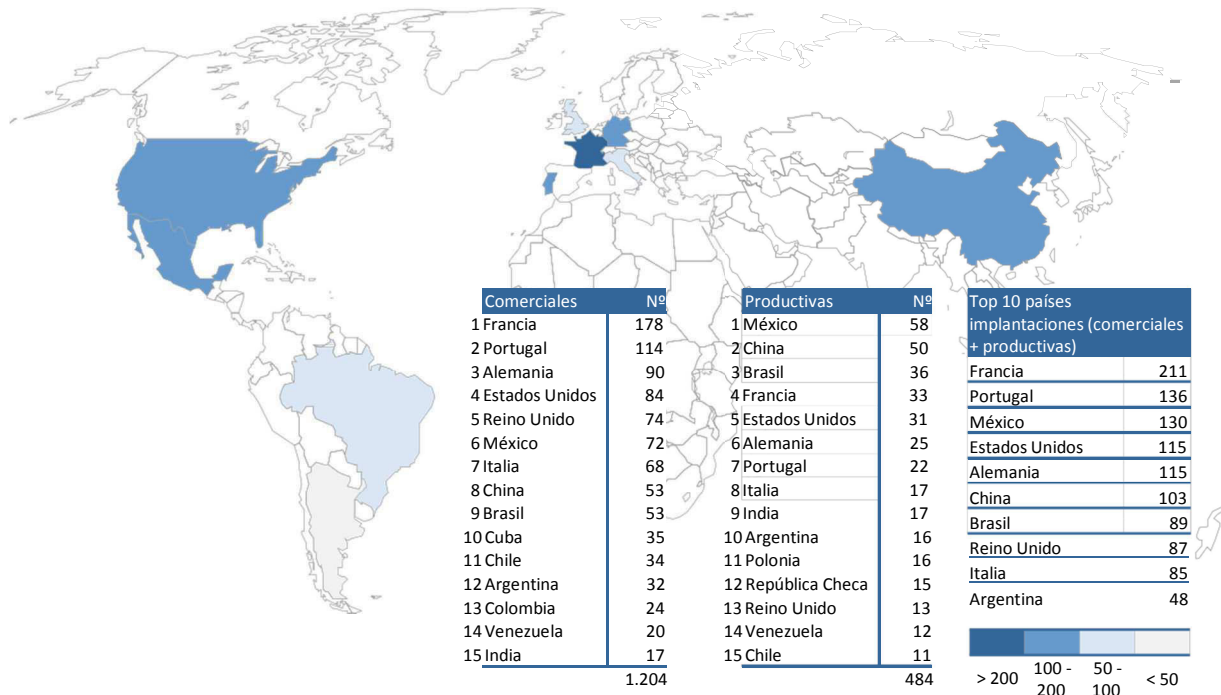 Comerciales Nº
1 Francia 178
2 Portugal 114
3 Alemania 90
4 Estados Unidos 84
5 Reino Unido 74
6 México 72
7 Italia 68
8 China 53
9 Brasil 53
10 Cuba 35
11 Chile 34
12 Argentina 32
13 Colombia 24
14 Venezuela 20
15 India 17
1.204
Productivas Nº
1 México 58
2 China 50
3 Brasil 36
4 Francia 33
5 Estados Unidos 31
6 Alemania 25
7 Portugal 22
8 Italia 17
9 India 17
10 Argentina 16
11 Polonia 16
12 República Checa 15
13 Reino Unido 13
14 Venezuela 12
15 Chile 11
484
Top 10 países
implantaciones (comerciales
+ productivas)
Francia 211
Portugal 136
México 130
Estados Unidos 115
Alemania 115
China 103
Brasil 89
Reino Unido 87
Italia 85
Argentina 48
> 200 100 - 200 50 - 100 < 50